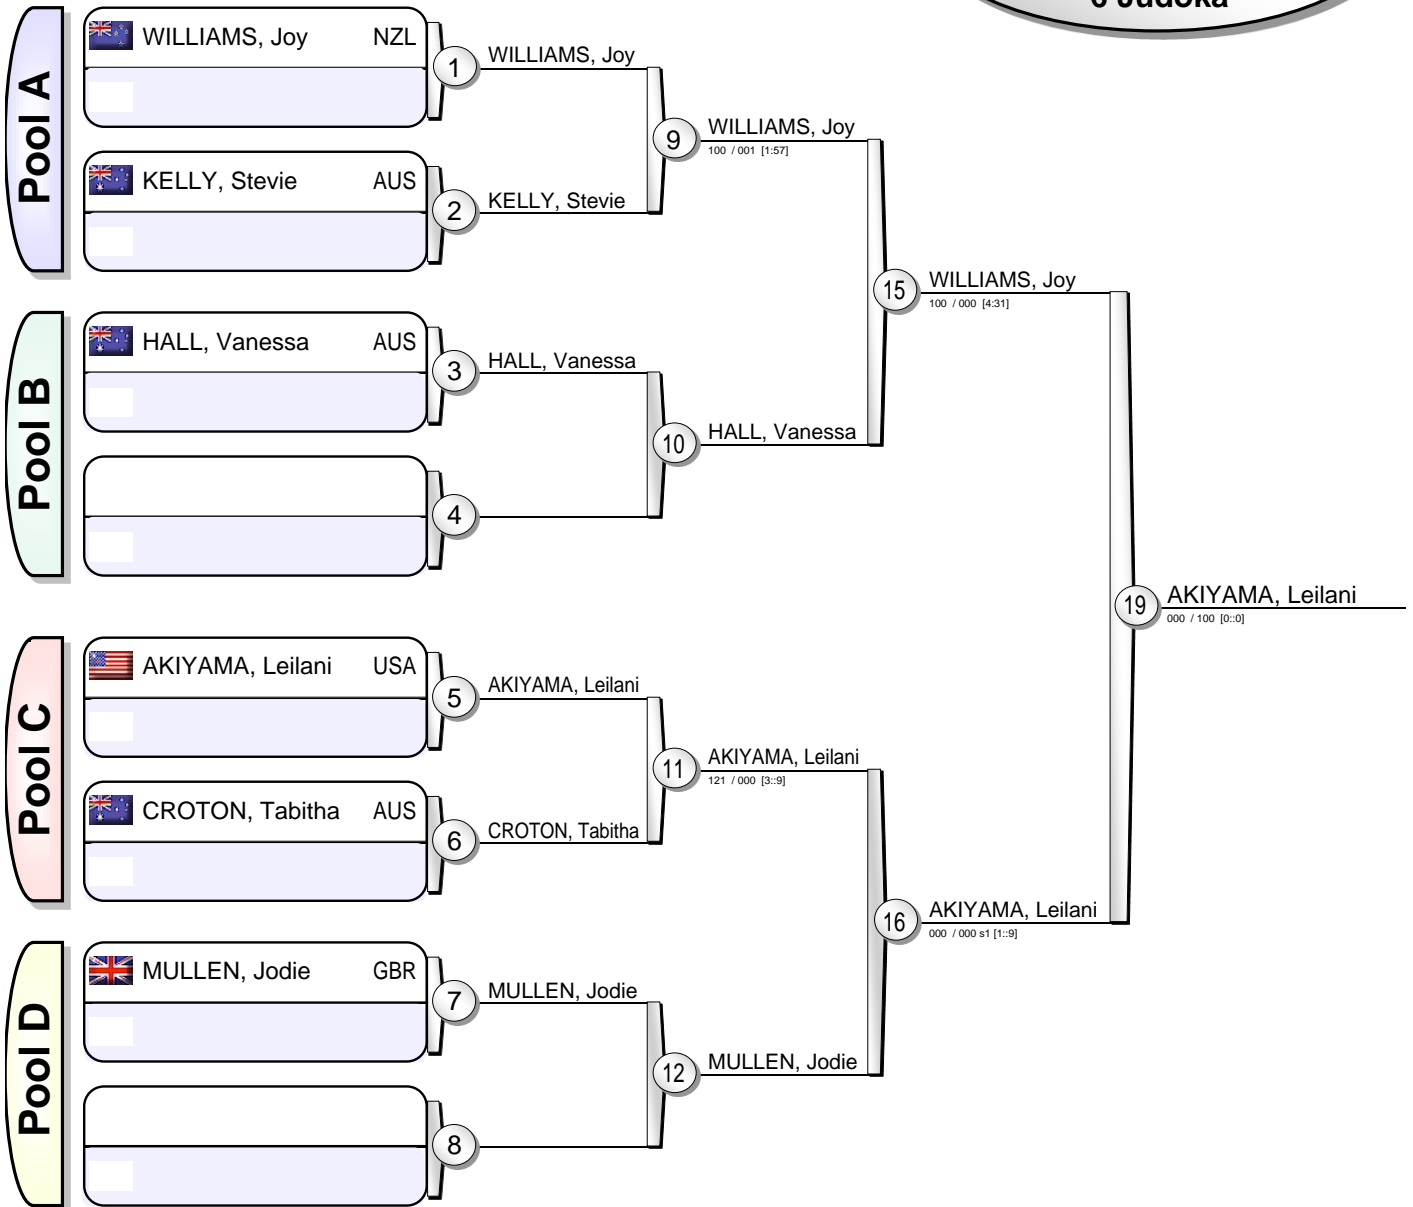 6 Judoka
Pool A
WILLIAMS, Joy NZL
1
WILLIAMS, Joy
KELLY, Stevie AUS
2
KELLY, Stevie
9
WILLIAMS, Joy
100 / 001 [1:57]
Pool B
HALL, Vanessa AUS
3
HALL, Vanessa
4
10
HALL, Vanessa
15
WILLIAMS, Joy
100 / 000 [4:31]
Pool C
AKIYAMA, Leilani USA
5
AKIYAMA, Leilani
CROTON, Tabitha AUS
6
CROTON, Tabitha
11
AKIYAMA, Leilani
121 / 000 [3::9]
Pool D
MULLEN, Jodie GBR
7
MULLEN, Jodie
8
12
MULLEN, Jodie
16
AKIYAMA, Leilani
000 / 000 s1 [1::9]
19
AKIYAMA, Leilani
000 / 100 [0::0]